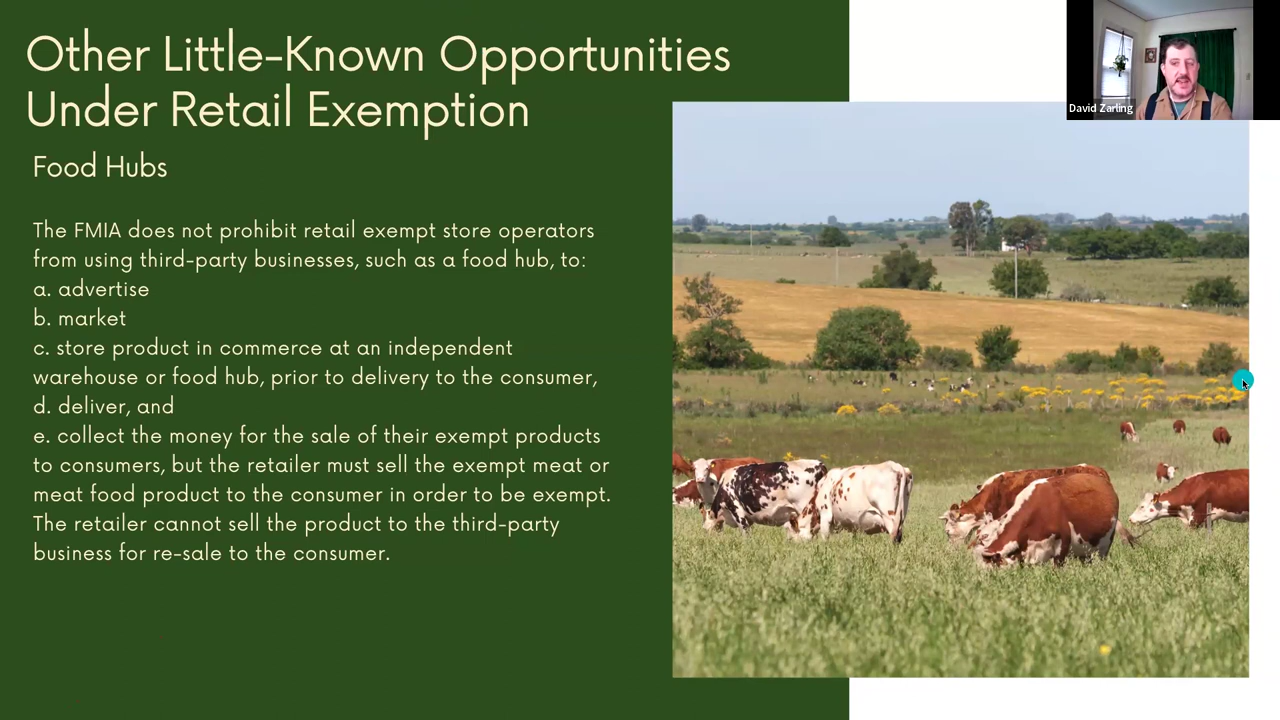 Other Little-Known Opportunities
Under Retail Exemption
Food Hubs
The FMIA does not prohibit retail exempt store operators
from using third-party businesses, such as a food hub, to:
a. advertise
b. market
c. store product in commerce at an independent
warehouse or food hub, prior to delivery to the consumer,
d. deliver, and
e. collect the money for the sale of their exempt products
to consumers, but the retailer must sell the exempt meat or
meat food product to the consumer in order to be exempt.
The retailer cannot sell the product to the third-party
business for re-sale to the consumer.
David Zarling